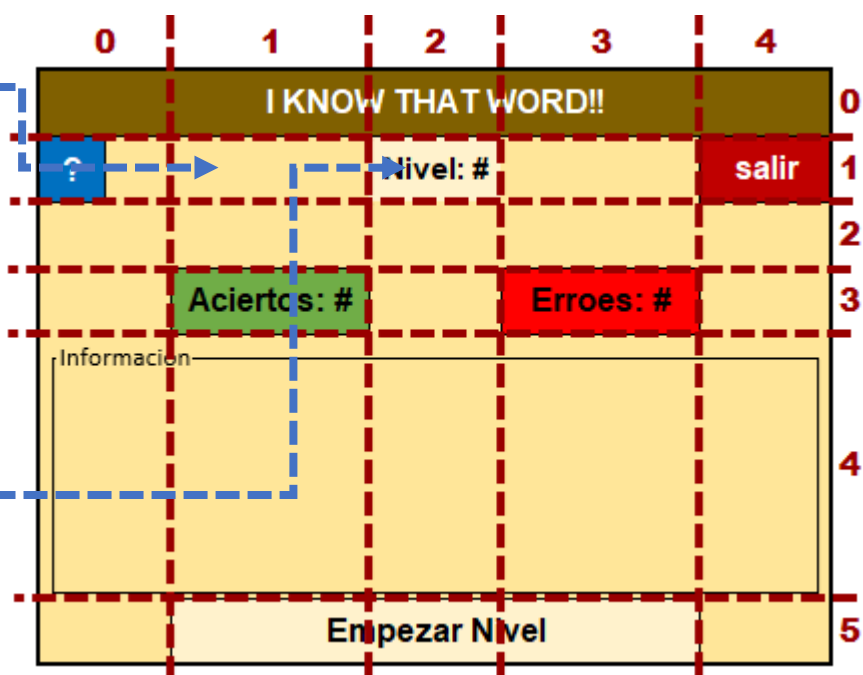 0 1 2 3 4
I KNOW THAT WORD!! 0
? Nivel: # salir 1
2
Aciertos: # Erroes: # 3
Informacion
4
Empezar Nivel 5